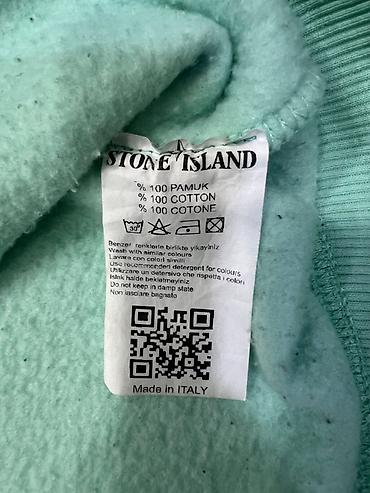 STONE ISLAND
% 100 PAMUK
% 100 COTTON
% 100 COTONE
30°
Benzer renklerle birlikte yıkayınız
Wash with similar colours
Lavare con colori simili
Use recommended detergent for colours
Utilizzare un detersivo che rispetta i colori
Islak halde bekletmeyiniz
Do not keep in damp state
Non lasciare bagnato
Made in ITALY